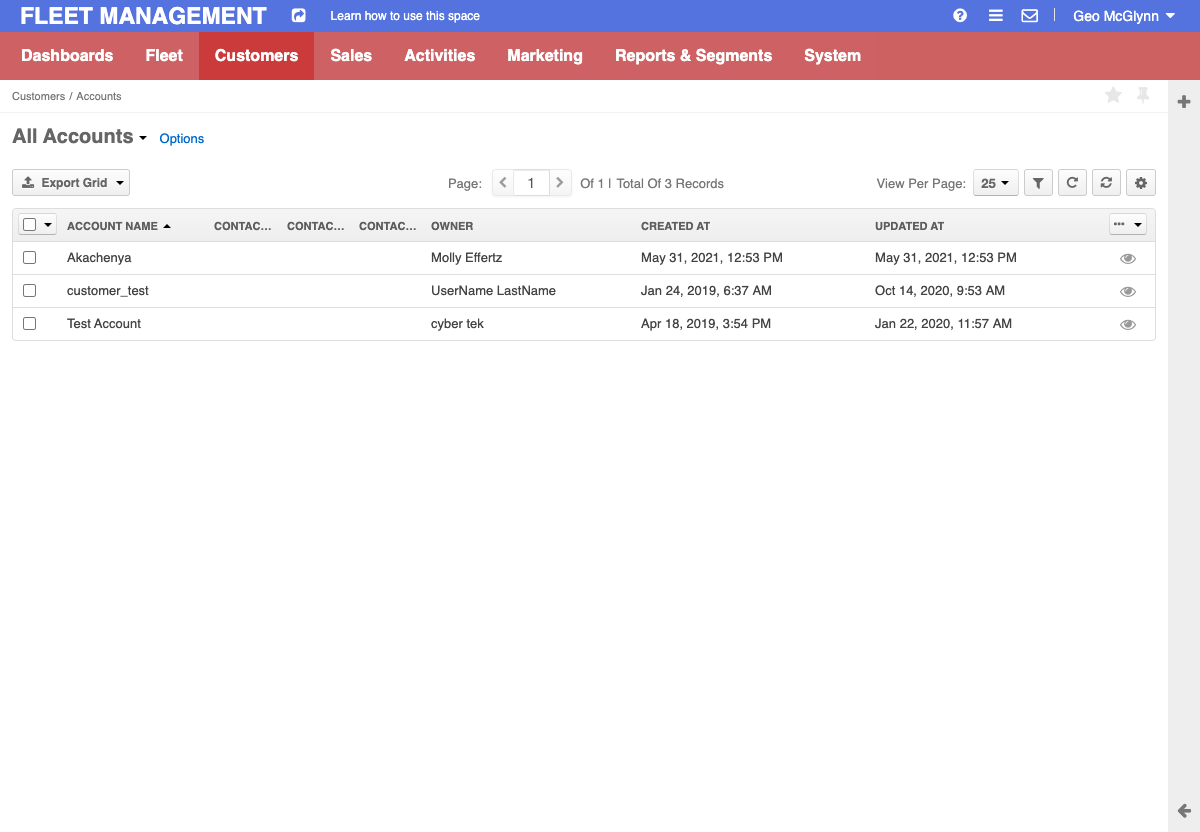 FLEET MANAGEMENT Learn how to use this space Geo McGlynn
Dashboards Fleet Customers Sales Activities Marketing Reports & Segments System
Customers / Accounts
All Accounts Options
Export Grid Page: 1 Of 1 | Total Of 3 Records View Per Page: 25
ACCOUNT NAME CONTAC... CONTAC... CONTAC... OWNER CREATED AT UPDATED AT
Akachenya Molly Effertz May 31, 2021, 12:53 PM May 31, 2021, 12:53 PM
customer_test UserName LastName Jan 24, 2019, 6:37 AM Oct 14, 2020, 9:53 AM
Test Account cyber tek Apr 18, 2019, 3:54 PM Jan 22, 2020, 11:57 AM